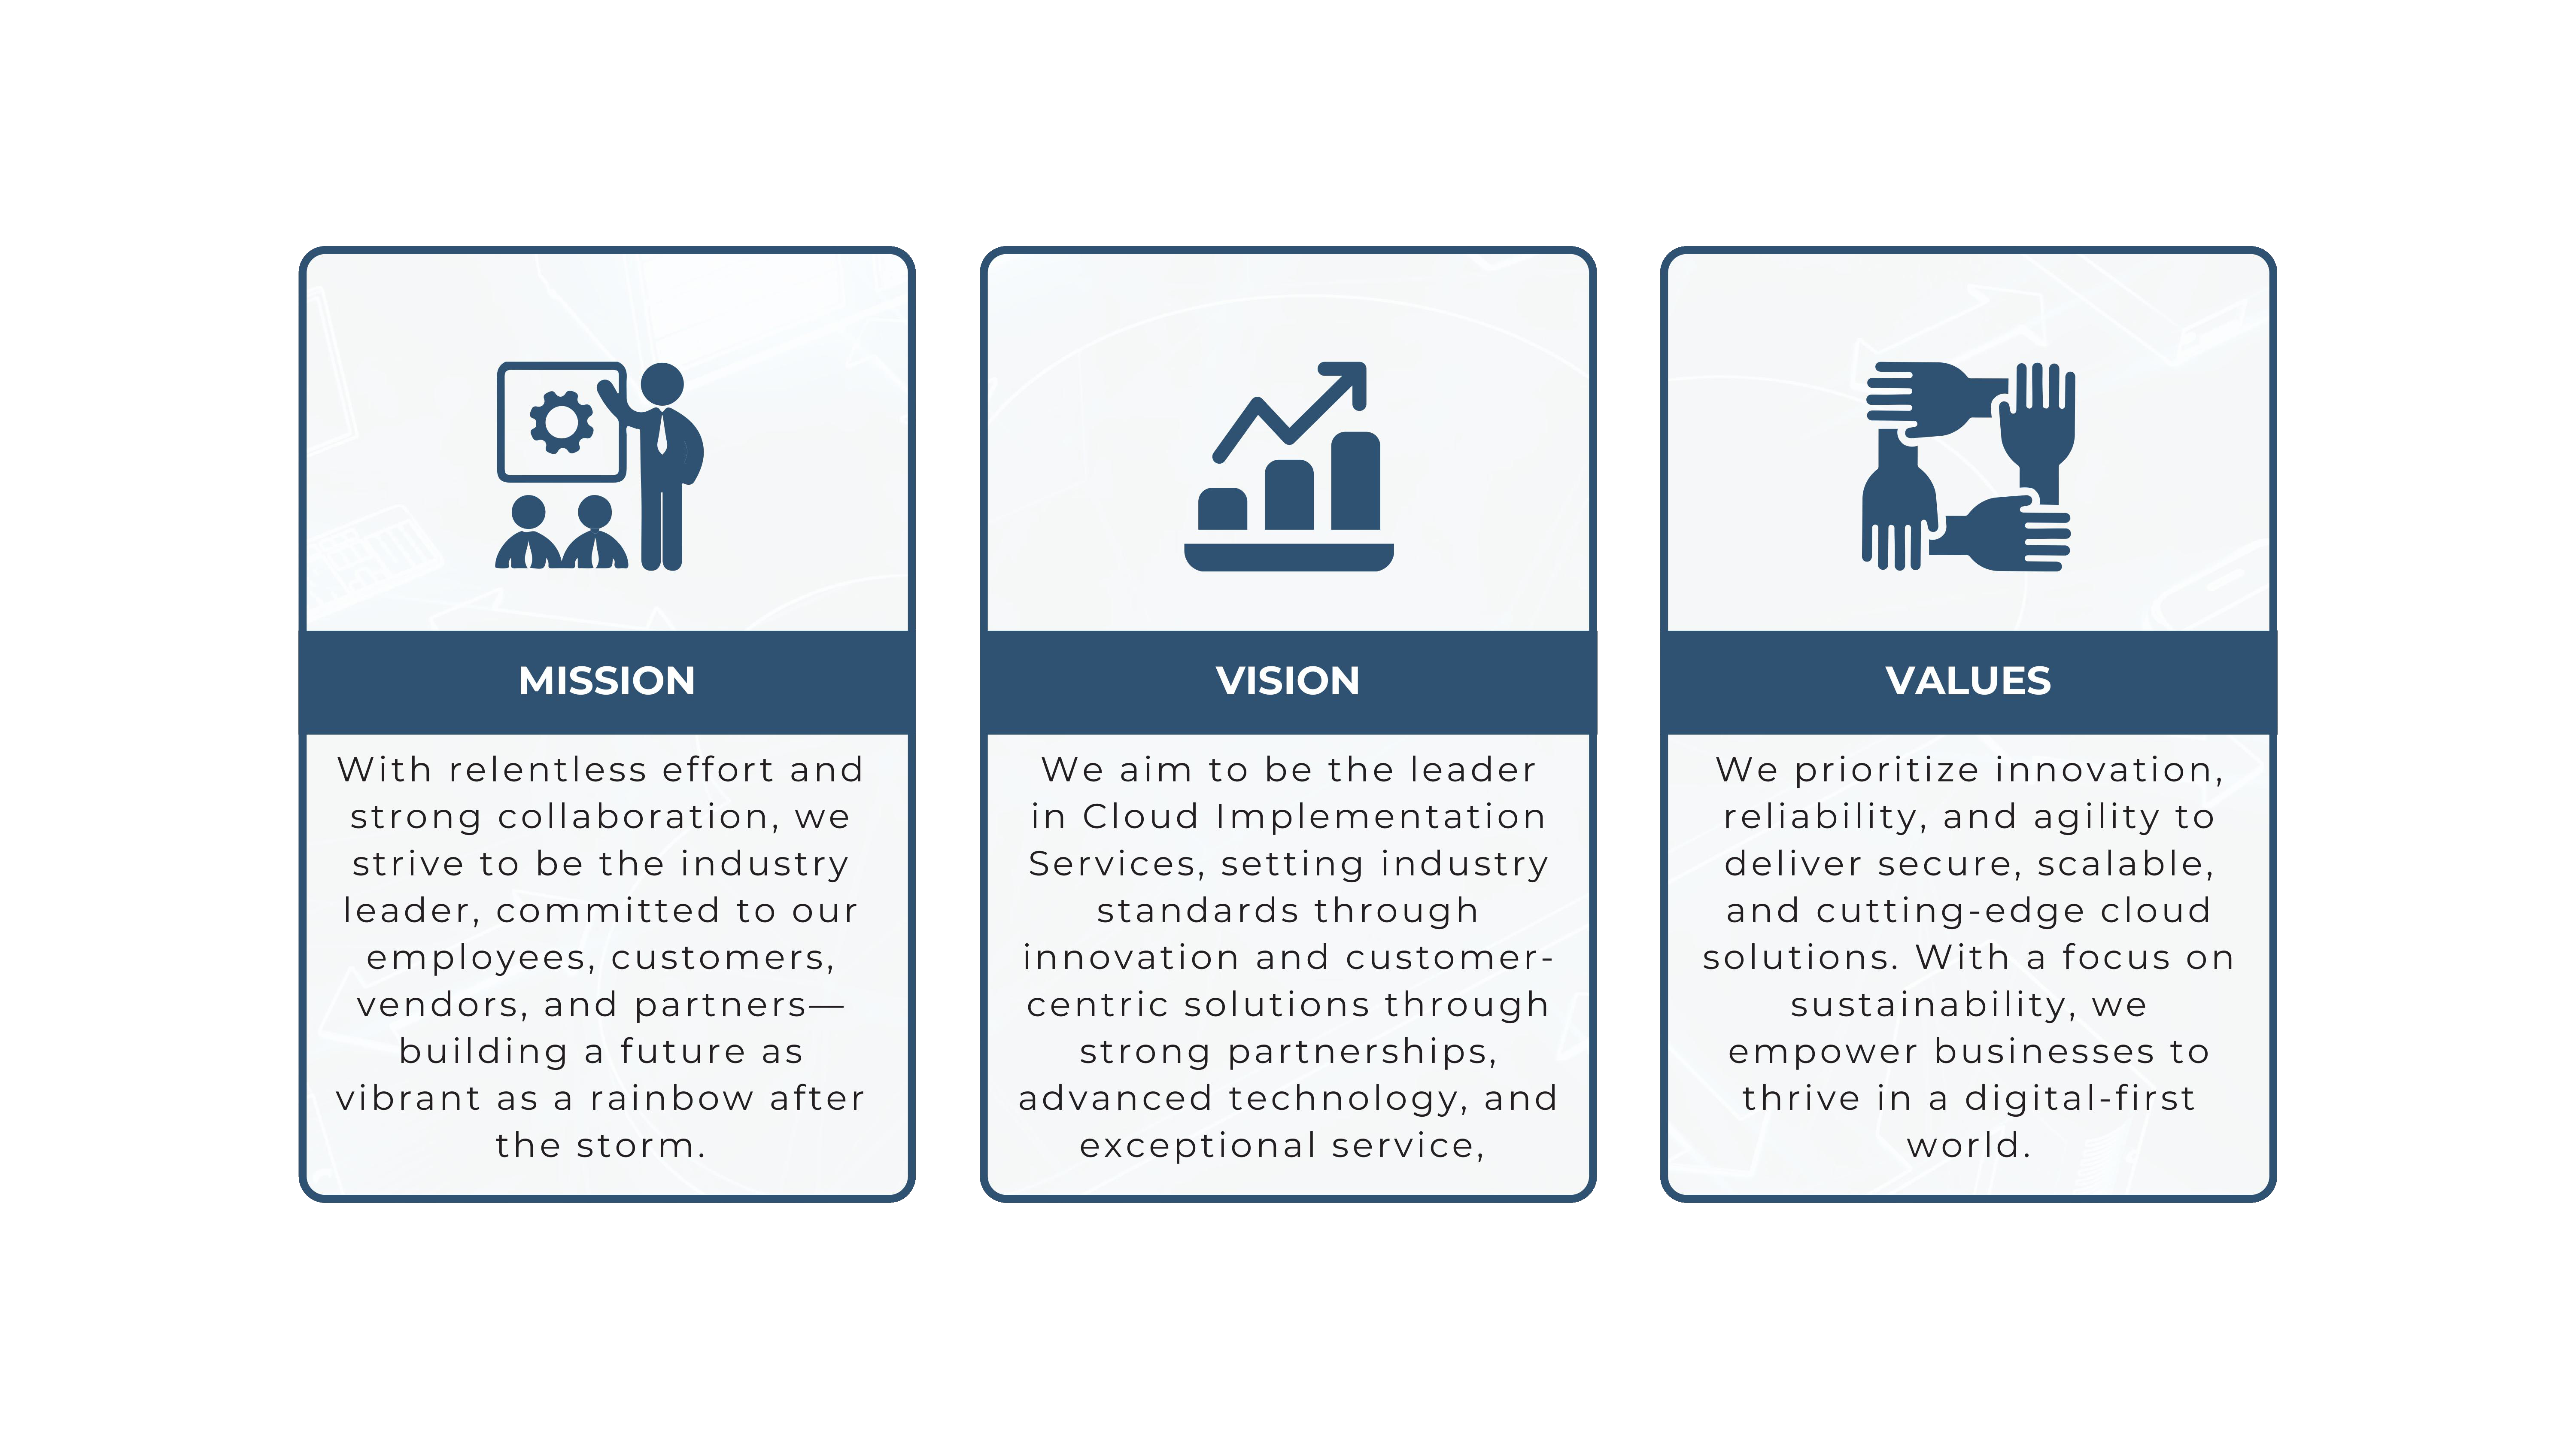 MISSION
With relentless effort and
strong collaboration, we
strive to be the industry
leader, committed to our
employees, customers,
vendors, and partners—
building a future as
vibrant as a rainbow after
the storm.
VISION
We aim to be the leader
in Cloud Implementation
Services, setting industry
standards through
innovation and customer-
centric solutions through
strong partnerships,
advanced technology, and
exceptional service,
VALUES
We prioritize innovation,
reliability, and agility to
deliver secure, scalable,
and cutting-edge cloud
solutions. With a focus on
sustainability, we
empower businesses to
thrive in a digital-first
world.